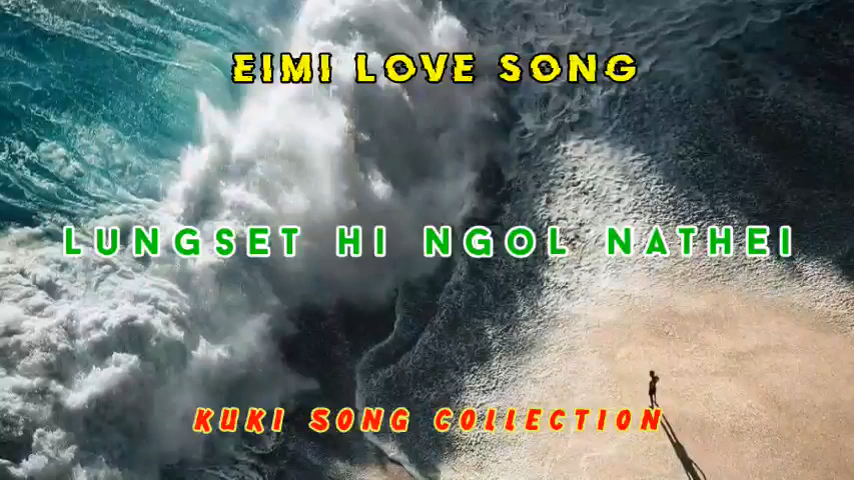 EIMI LOVE SONG
LUNGSET HI NGOL NATHEI
KUKI SONG COLLECTION